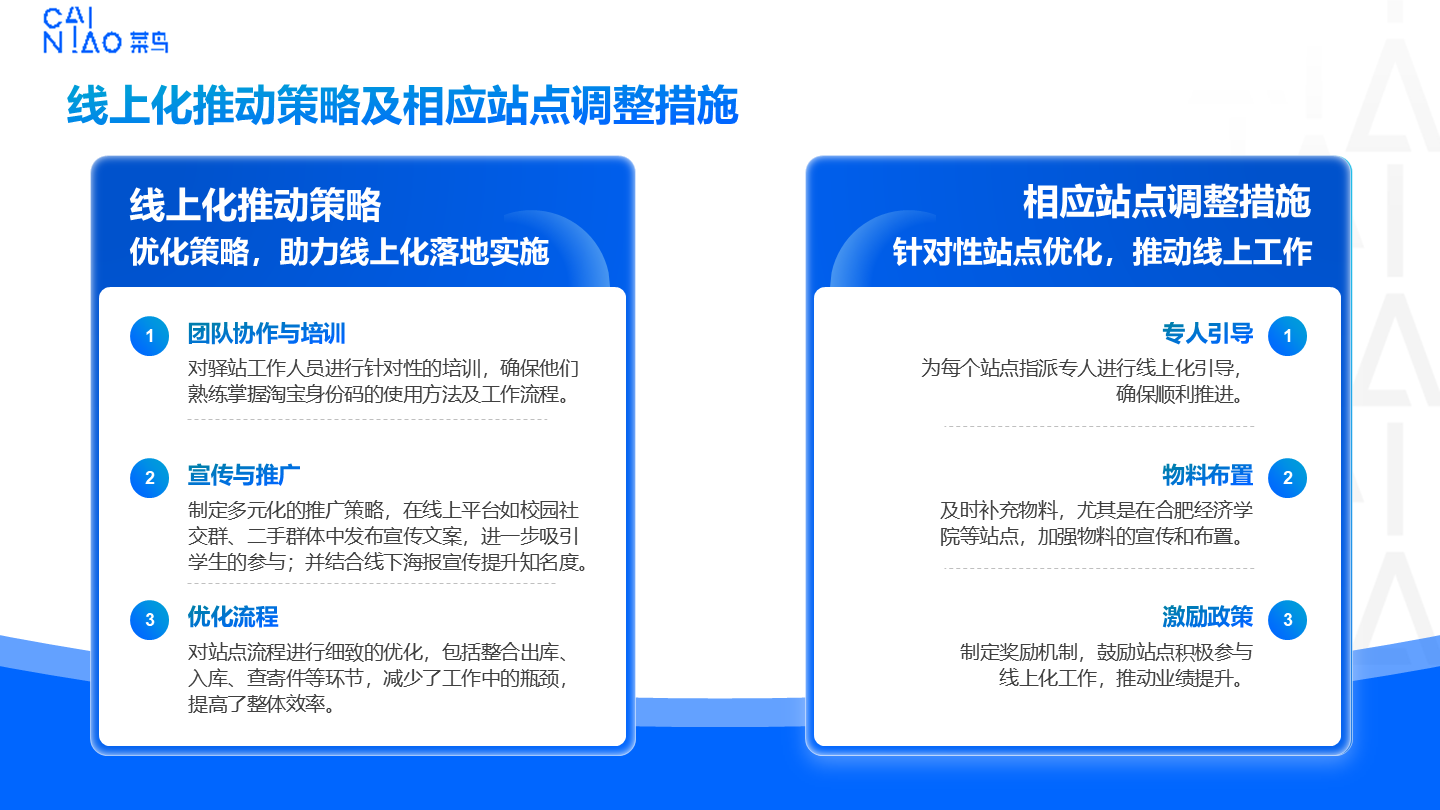 CAI
NIAO 菜鸟
线上化推动策略及相应站点调整措施
线上化推动策略
优化策略，助力线上化落地实施
1
团队协作与培训
对驿站工作人员进行针对性的培训，确保他们
熟练掌握淘宝身份码的使用方法及工作流程。
2
宣传与推广
制定多元化的推广策略，在线上平台如校园社
交群、二手群体中发布宣传文案，进一步吸引
学生的参与；并结合线下海报宣传提升知名度。
3
优化流程
对站点流程进行细致的优化，包括整合出库、
入库、查寄件等环节，减少了工作中的瓶颈，
提高了整体效率。
相应站点调整措施
针对性站点优化，推动线上工作
专人引导
1
为每个站点指派专人进行线上化引导，
确保顺利推进。
物料布置
2
及时补充物料，尤其是在合肥经济学
院等站点，加强物料的宣传和布置。
激励政策
3
制定奖励机制，鼓励站点积极参与
线上化工作，推动业绩提升。